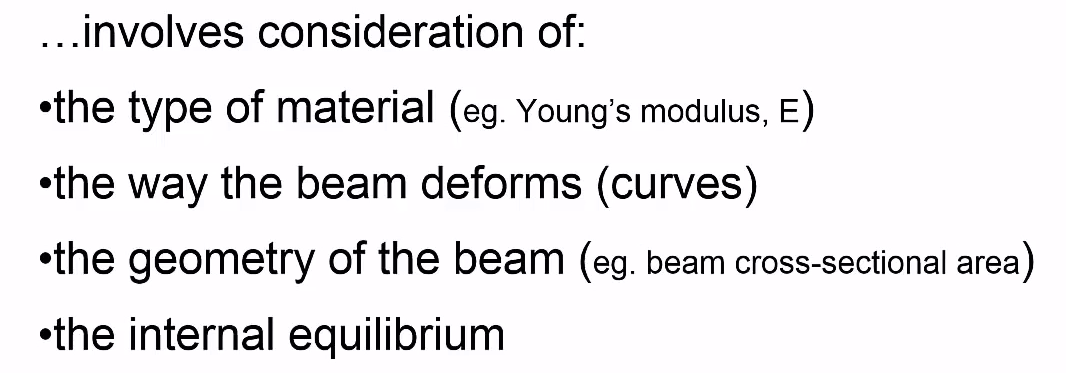 …involves consideration of:
•the type of material (eg. Young’s modulus, E)
•the way the beam deforms (curves)
•the geometry of the beam (eg. beam cross-sectional area)
•the internal equilibrium